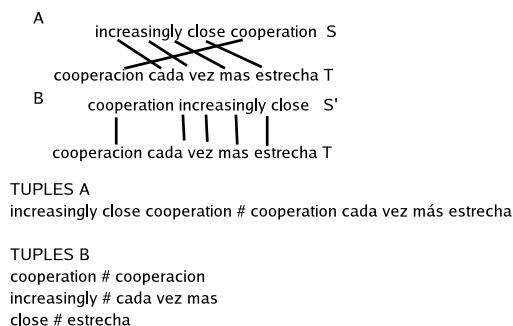 A
increasingly close cooperation S
cooperacion cada vez mas estrecha T
B
cooperation increasingly close S'
cooperacion cada vez mas estrecha T
TUPLES A
increasingly close cooperation # cooperation cada vez más estrecha
TUPLES B
cooperation # cooperacion
increasingly # cada vez mas
close # estrecha